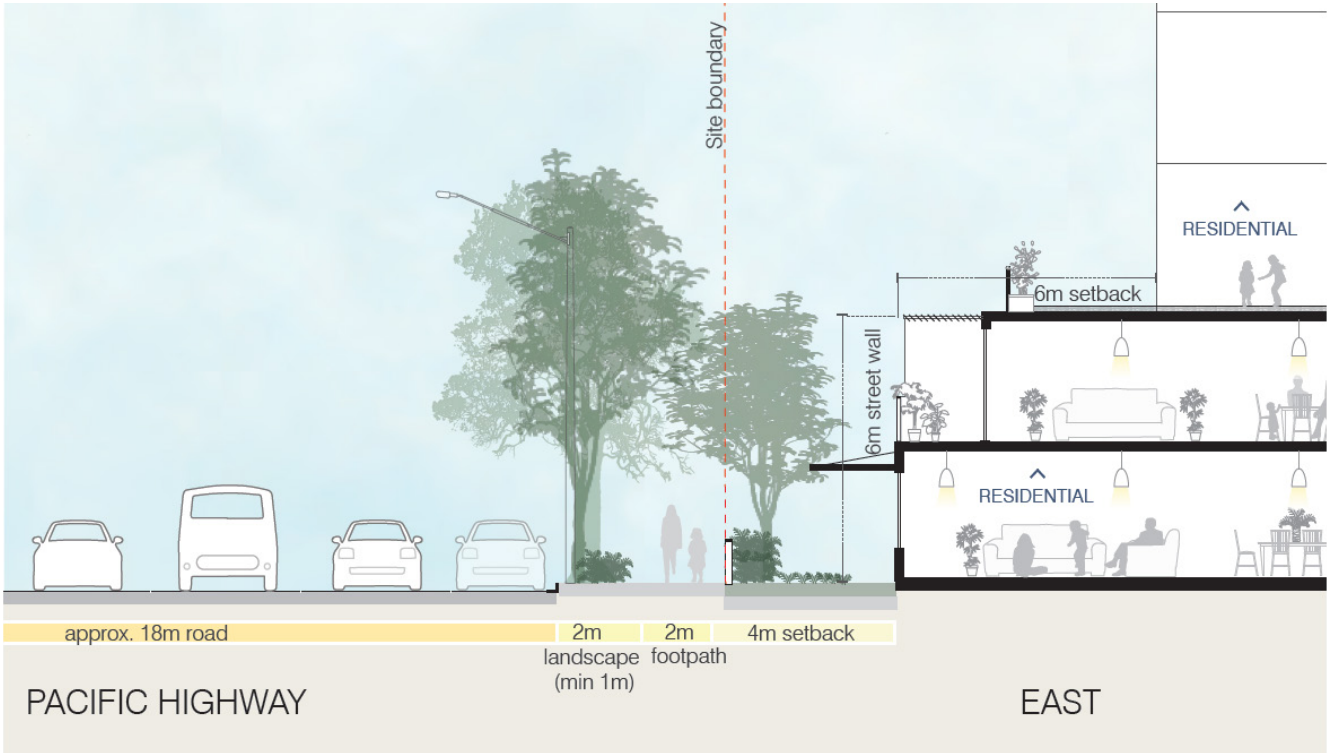 Site boundary
RESIDENTIAL
6m setback
6m street wall
RESIDENTIAL
approx. 18m road
2m
landscape
(min 1m)
2m
footpath
4m setback
PACIFIC HIGHWAY
EAST